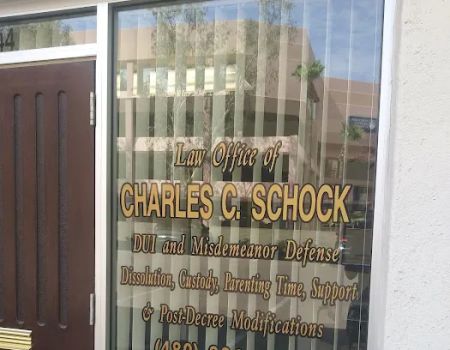 Law Office of
CHARLES C. SCHOCK
DUI and Misdemeanor Defense
Dissolution, Custody, Parenting Time, Support
& Post-Decree Modifications